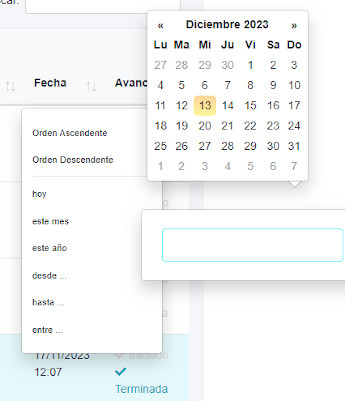 car:
« Diciembre 2023 »
Lu Ma Mi Ju Vi Sa Do
27 28 29 30 1 2 3
4 5 6 7 8 9 10
11 12 13 14 15 16 17
18 19 20 21 22 23 24
25 26 27 28 29 30 31
1 2 3 4 5 6 7
Fecha Avanc
Orden Ascendente
Orden Descendente
hoy
este mes
este año
desde ...
hasta ...
entre ...
17/11/2023 Iniciado
12:07
Terminada